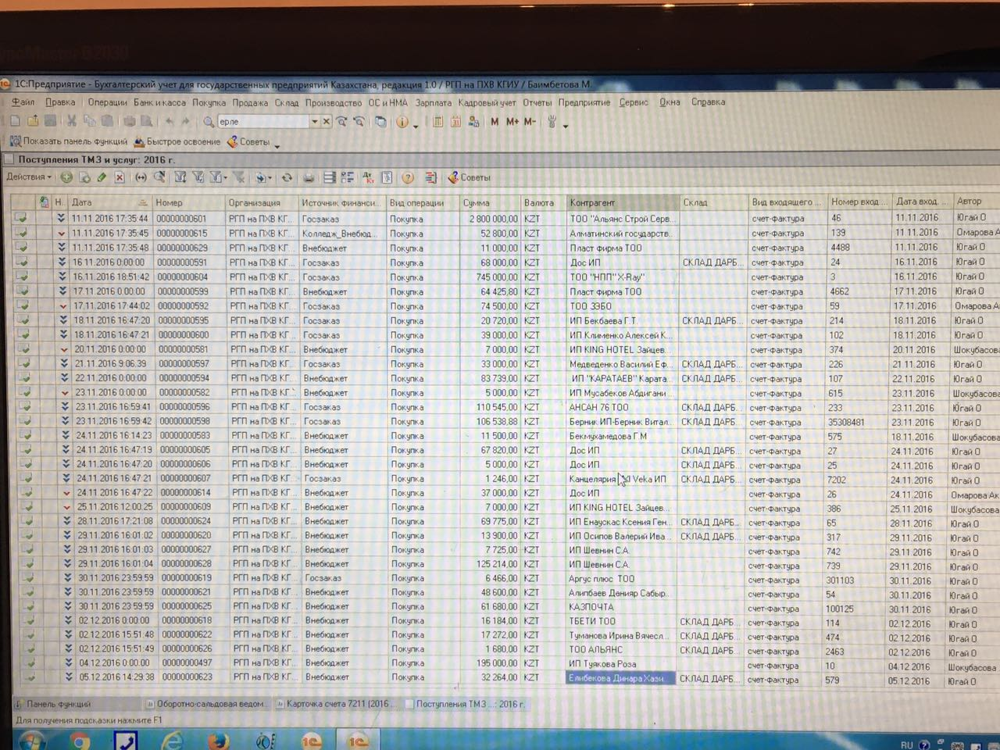 1С:Предприятие - Бухгалтерский учет для государственных предприятий Казахстана, редакция 1.0 / РГП на ПХВ КГИУ / Баимбетова М.
Файл Правка Операции Банк и касса Покупка Продажа Склад Производство ОС и НМА Зарплата Кадровый учет Отчеты Предприятие Сервис Окна Справка
ерле M M+ M-
Показать панель функций Быстрое освоение Советы
Поступления ТМЗ и услуг: 2016 г.
Действия Советы
Н.. Дата Номер Организация Источник финанси... Вид операции Сумма Валюта Контрагент Склад Вид входящего ... Номер вход... Дата вход... Автор
11.11.2016 17:35:44 00000000601 РГП на ПХВ КГ... Госзаказ Покупка 2 800 000,00 KZT ТОО "Альянс Строй Серв... счет-фактура 46 11.11.2016 Югай О
11.11.2016 17:35:45 00000000615 РГП на ПХВ КГ... Колледж_Внебюд... Покупка 52 800,00 KZT Алматинский государств... счет-фактура 139 11.11.2016 Омарова А
11.11.2016 17:35:48 00000000629 РГП на ПХВ КГ... Внебюджет Покупка 11 000,00 KZT Пласт фирма ТОО счет-фактура 4488 11.11.2016 Югай О
16.11.2016 0:00:00 00000000591 РГП на ПХВ КГ... Госзаказ Покупка 68 000,00 KZT Дос ИП СКЛАД ДАРБ... счет-фактура 24 16.11.2016 Югай О
16.11.2016 18:51:42 00000000604 РГП на ПХВ КГ... Госзаказ Покупка 745 000,00 KZT ТОО "НПП" X-Ray" счет-фактура 3 16.11.2016 Югай О
17.11.2016 0:00:00 00000000599 РГП на ПХВ КГ... Внебюджет Покупка 64 425,80 KZT Пласт фирма ТОО счет-фактура 4662 17.11.2016 Югай О
17.11.2016 17:44:02 00000000592 РГП на ПХВ КГ... Госзаказ Покупка 74 500,00 KZT ТОО ЗЭБО счет-фактура 59 17.11.2016 Омарова А
18.11.2016 16:47:20 00000000595 РГП на ПХВ КГ... Госзаказ Покупка 20 720,00 KZT ИП Бекбаева Г.Т. СКЛАД ДАРБ... счет-фактура 214 18.11.2016 Югай О
18.11.2016 16:47:21 00000000600 РГП на ПХВ КГ... Госзаказ Покупка 39 000,00 KZT ИП Клименко Алексей К... счет-фактура 102 18.11.2016 Югай О
20.11.2016 0:00:00 00000000581 РГП на ПХВ КГ... Внебюджет Покупка 7 000,00 KZT ИП KING HOTEL Зайцев... счет-фактура 374 20.11.2016 Шокубасова
21.11.2016 9:06:39 00000000597 РГП на ПХВ КГ... Госзаказ Покупка 33 000,00 KZT Медведенко Василий Еф... СКЛАД ДАРБ... счет-фактура 226 21.11.2016 Югай О
22.11.2016 0:00:00 00000000594 РГП на ПХВ КГ... Внебюджет Покупка 83 739,00 KZT ИП "КАРАТАЕВ" Карата... СКЛАД ДАРБ... счет-фактура 107 22.11.2016 Югай О
23.11.2016 0:00:00 00000000582 РГП на ПХВ КГ... Внебюджет Покупка 5 000,00 KZT ИП Мусабеков Абдигани... счет-фактура 615 23.11.2016 Шокубасова
23.11.2016 16:59:41 00000000596 РГП на ПХВ КГ... Госзаказ Покупка 110 545,00 KZT АНСАН 76 ТОО СКЛАД ДАРБ... счет-фактура 233 23.11.2016 Югай О
23.11.2016 16:59:42 00000000598 РГП на ПХВ КГ... Госзаказ Покупка 106 538,88 KZT Берник ИП-Берник Витал... СКЛАД ДАРБ... счет-фактура 35308481 23.11.2016 Югай О
24.11.2016 16:14:23 00000000583 РГП на ПХВ КГ... Внебюджет Покупка 11 500,00 KZT Бекмухамедова Г М счет-фактура 575 18.11.2016 Шокубасова
24.11.2016 16:47:19 00000000605 РГП на ПХВ КГ... Внебюджет Покупка 67 820,00 KZT Дос ИП СКЛАД ДАРБ... счет-фактура 27 24.11.2016 Югай О
24.11.2016 16:47:20 00000000606 РГП на ПХВ КГ... Внебюджет Покупка 5 000,00 KZT Дос ИП СКЛАД ДАРБ... счет-фактура 25 24.11.2016 Югай О
24.11.2016 16:47:21 00000000607 РГП на ПХВ КГ... Госзаказ Покупка 1 246,00 KZT Канцелярия Veka ИП СКЛАД ДАРБ... счет-фактура 7202 24.11.2016 Югай О
24.11.2016 16:47:22 00000000614 РГП на ПХВ КГ... Внебюджет Покупка 37 000,00 KZT Дос ИП счет-фактура 26 24.11.2016 Омарова Ак
25.11.2016 12:00:25 00000000609 РГП на ПХВ КГ... Внебюджет Покупка 7 000,00 KZT ИП KING HOTEL Зайцев... счет-фактура 386 25.11.2016 Шокубасова
28.11.2016 17:21:08 00000000624 РГП на ПХВ КГ... Внебюджет Покупка 69 775,00 KZT ИП Енаускас Ксения Ген... СКЛАД ДАРБ... счет-фактура 65 28.11.2016 Югай О
29.11.2016 16:01:02 00000000620 РГП на ПХВ КГ... Внебюджет Покупка 13 900,00 KZT ИП Осипов Валерий Ива... СКЛАД ДАРБ... счет-фактура 317 29.11.2016 Югай О
29.11.2016 16:01:03 00000000627 РГП на ПХВ КГ... Внебюджет Покупка 7 725,00 KZT ИП Шевнин С.А. счет-фактура 742 29.11.2016 Югай О
29.11.2016 16:01:04 00000000628 РГП на ПХВ КГ... Внебюджет Покупка 125 214,00 KZT ИП Шевнин С.А. счет-фактура 739 29.11.2016 Югай О
30.11.2016 23:59:59 00000000619 РГП на ПХВ КГ... Госзаказ Покупка 6 466,00 KZT Аргус плюс ТОО счет-фактура 301103 30.11.2016 Югай О
30.11.2016 23:59:59 00000000621 РГП на ПХВ КГ... Внебюджет Покупка 48 600,00 KZT Алипбаев Данияр Сабыр... счет-фактура 54 30.11.2016 Югай О
30.11.2016 23:59:59 00000000625 РГП на ПХВ КГ... Внебюджет Покупка 61 680,00 KZT КАЗПОЧТА счет-фактура 100125 30.11.2016 Югай О
02.12.2016 0:00:00 00000000618 РГП на ПХВ КГ... Внебюджет Покупка 16 184,00 KZT ТБЕТИ ТОО СКЛАД ДАРБ... счет-фактура 114 02.12.2016 Югай О
02.12.2016 15:51:48 00000000622 РГП на ПХВ КГ... Внебюджет Покупка 17 272,00 KZT Туманова Ирина Вячесл... СКЛАД ДАРБ... счет-фактура 474 02.12.2016 Югай О
02.12.2016 15:51:49 00000000626 РГП на ПХВ КГ... Внебюджет Покупка 1 680,00 KZT ТОО АЛЬЯНС СКЛАД ДАРБ... счет-фактура 2463 02.12.2016 Югай О
04.12.2016 0:00:00 00000000497 РГП на ПХВ КГ... Внебюджет Покупка 195 000,00 KZT ИП Туякова Роза счет-фактура 10 04.12.2016 Шокубасова
05.12.2016 14:29:38 00000000623 РГП на ПХВ КГ... Внебюджет Покупка 32 264,00 KZT Елибекова Динара Хази... СКЛАД ДАРБ... счет-фактура 579 05.12.2016 Югай О
Панель функций Оборотно-сальдовая ведом... Карточка счета 7211 (2016 ... Поступления ТМЗ ...: 2016 г.
Для получения подсказки нажмите F1
RU